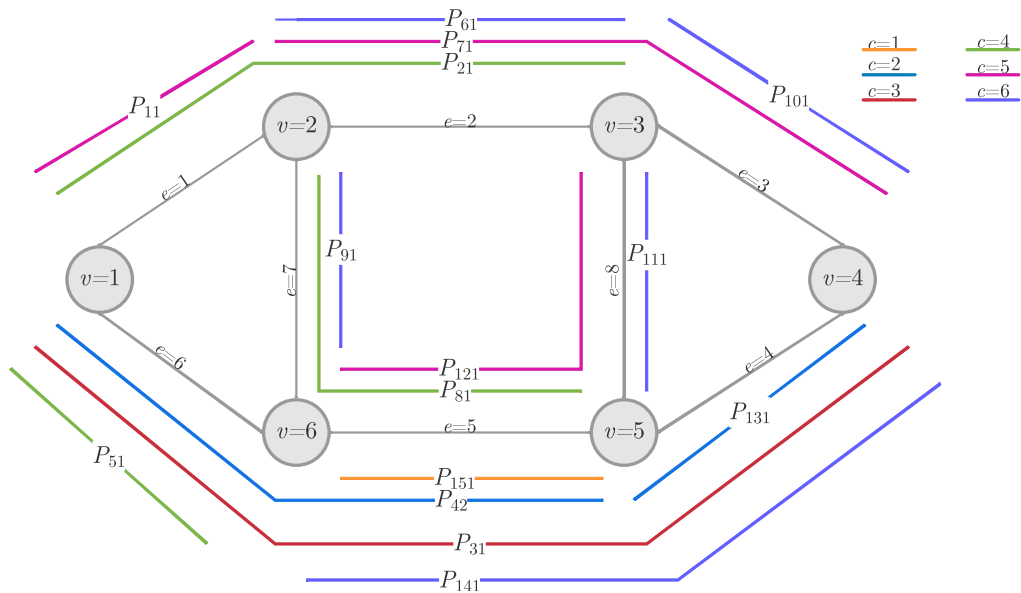 P₆₁
P₇₁
P₂₁
P₁₁
P₁₀₁
c=1
c=4
c=2
c=5
c=3
c=6
v=2
e=2
v=3
e=1
e=3
P₉₁
P₁₁₁
v=1
e=7
e=8
v=4
e=6
e=4
P₁₂₁
P₈₁
P₁₃₁
v=6
e=5
v=5
P₅₁
P₁₅₁
P₄₂
P₃₁
P₁₄₁